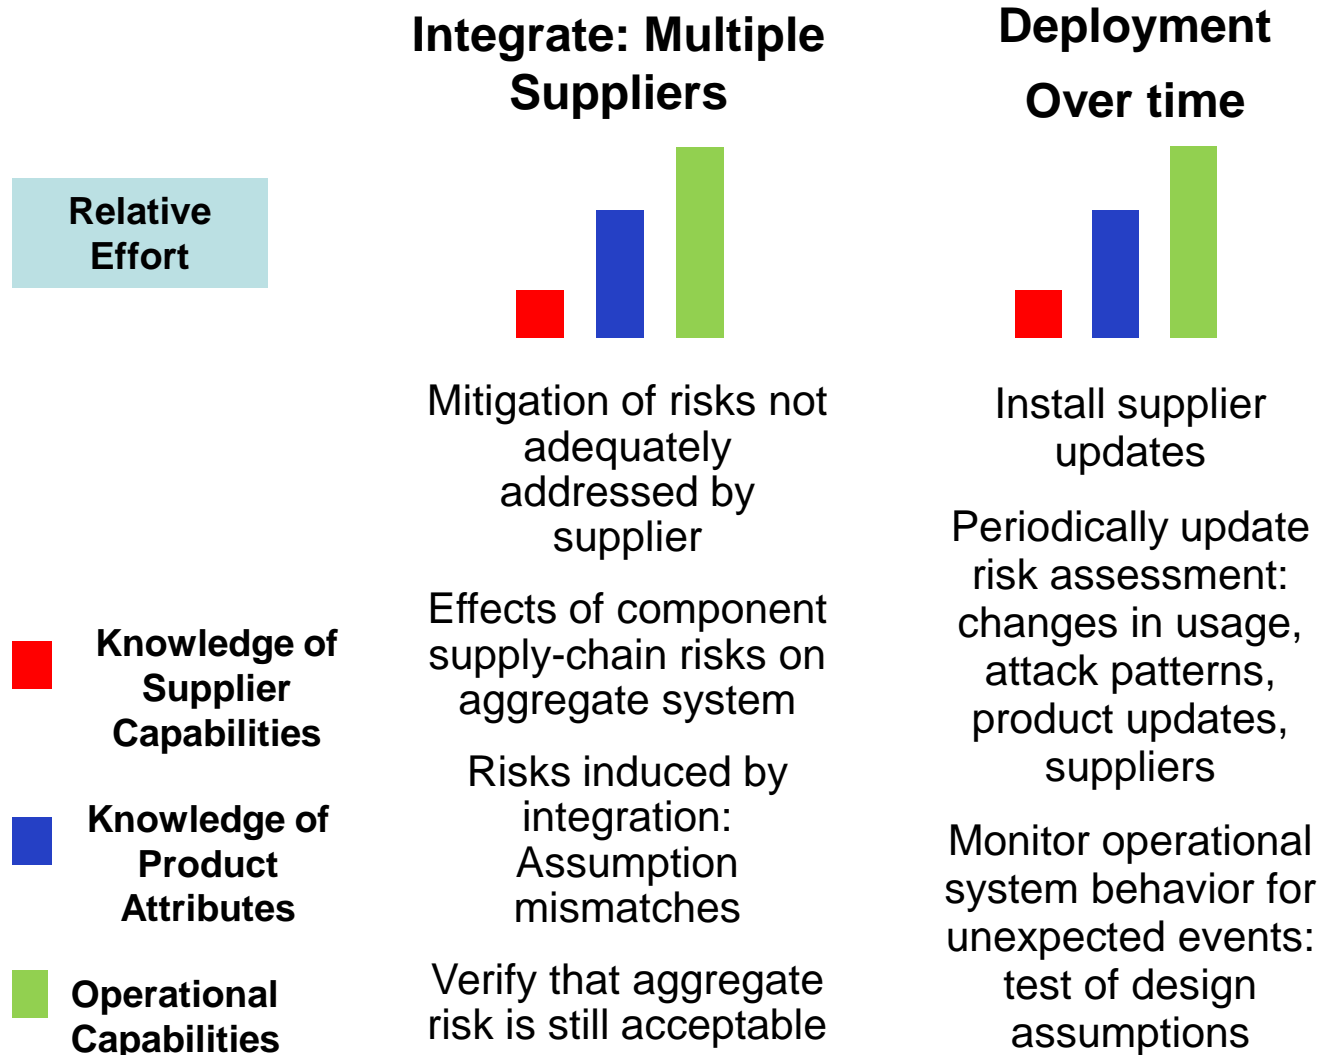 Integrate: Multiple
Suppliers
Deployment
Over time
Relative
Effort
Mitigation of risks not
adequately
addressed by
supplier
Effects of component
supply-chain risks on
aggregate system
Risks induced by
integration:
Assumption
mismatches
Verify that aggregate
risk is still acceptable
Install supplier
updates
Periodically update
risk assessment:
changes in usage,
attack patterns,
product updates,
suppliers
Monitor operational
system behavior for
unexpected events:
test of design
assumptions
Knowledge of
Supplier
Capabilities
Knowledge of
Product
Attributes
Operational
Capabilities